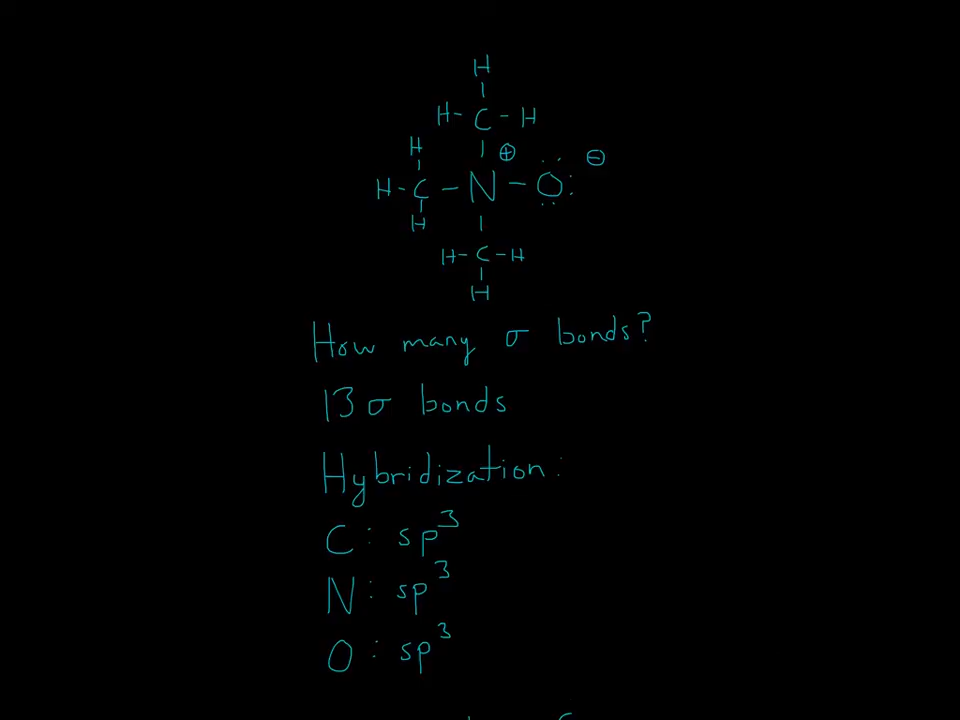 H
H-C-H
H
H-C-N⊕-O:⊖
H
H-C-H
H
How many σ bonds?
13 σ bonds
Hybridization:
C: sp³
N: sp³
O: sp³